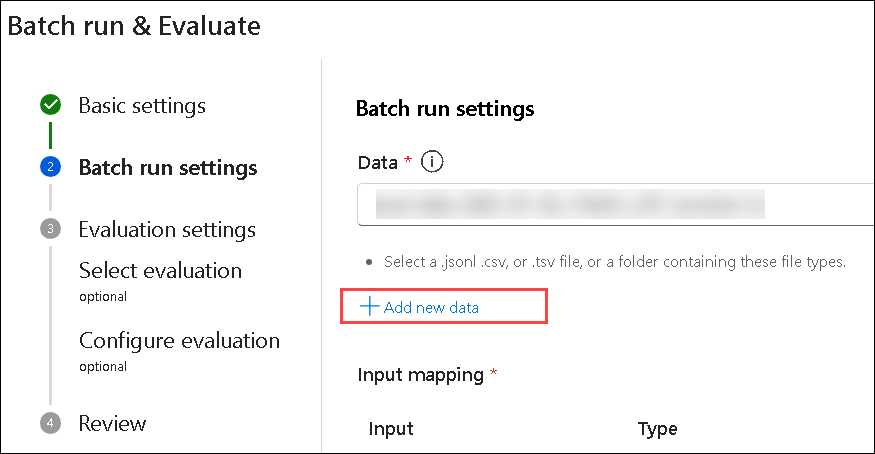 Batch run & Evaluate
Basic settings
2
Batch run settings
3
Evaluation settings
Select evaluation
optional
Configure evaluation
optional
4
Review
Batch run settings
Data * i
• Select a .jsonl .csv, or .tsv file, or a folder containing these file types.
+ Add new data
Input mapping *
Input Type